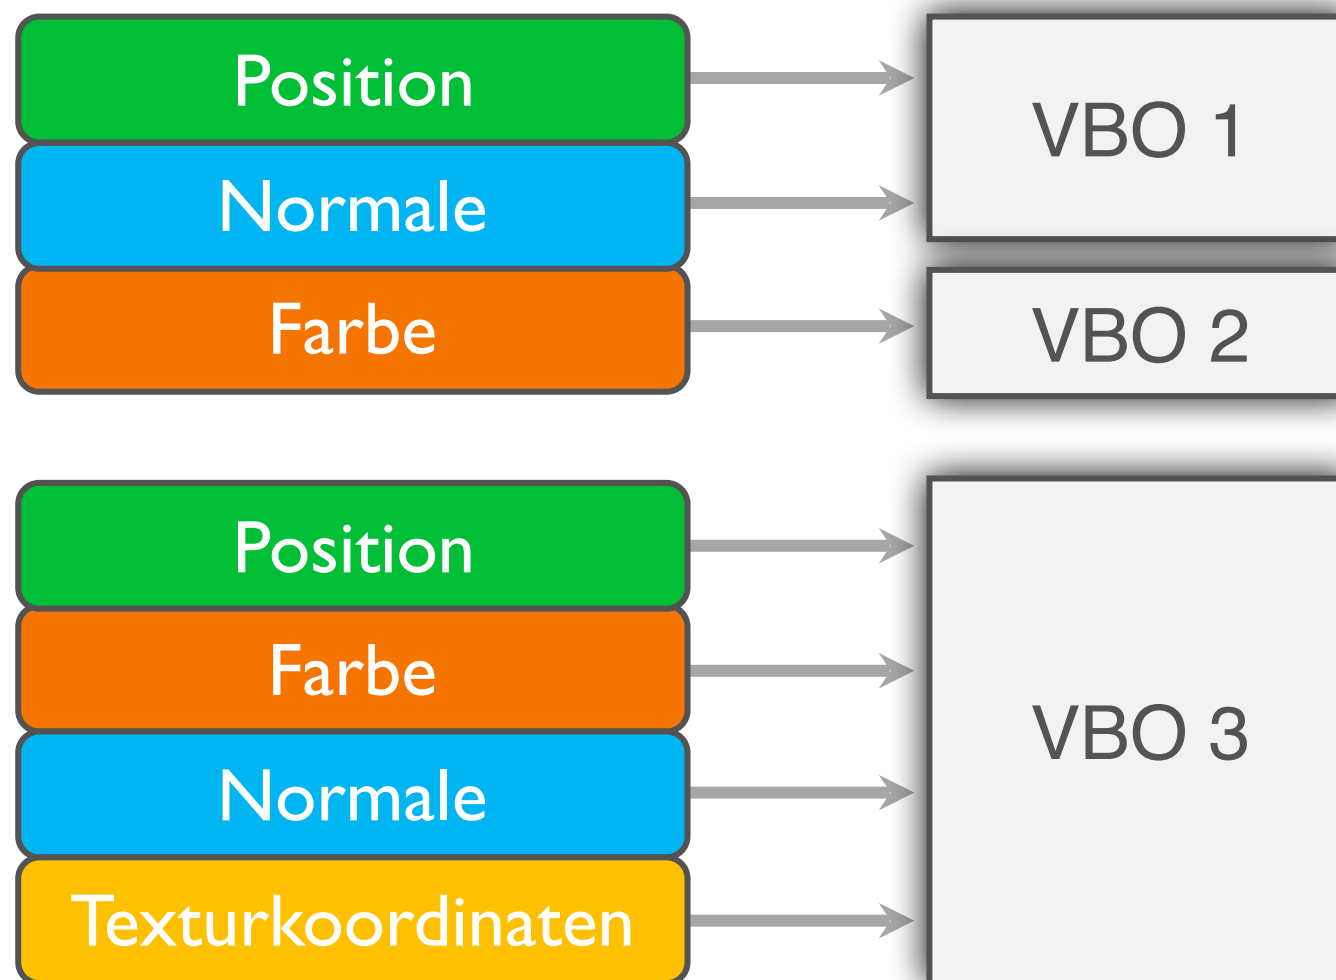 Position
VBO 1
Normale
Farbe
VBO 2
Position
Farbe
VBO 3
Normale
Texturkoordinaten